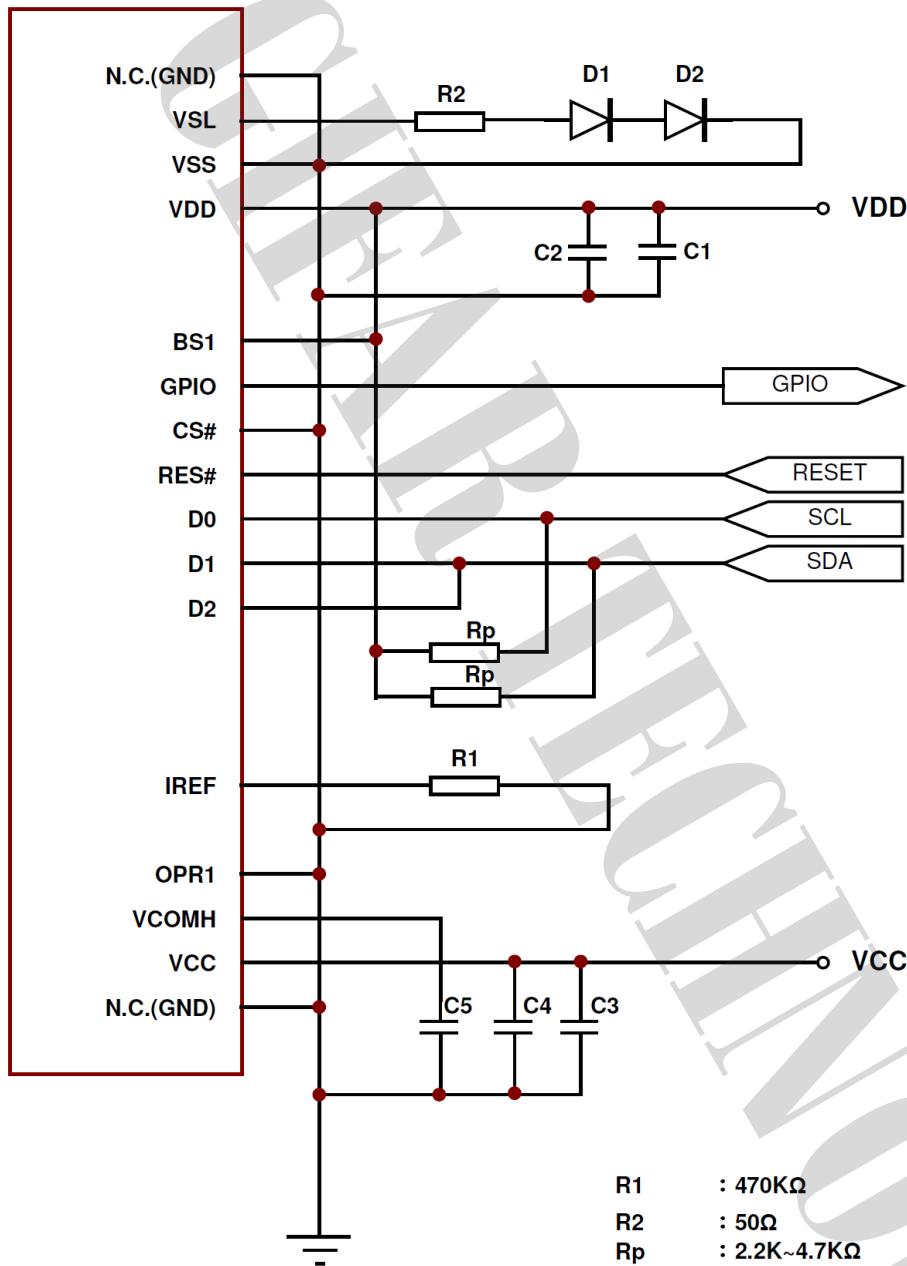 N.C.(GND)
VSL
VSS
VDD
BS1
GPIO
CS#
RES#
D0
D1
D2
IREF
OPR1
VCOMH
VCC
N.C.(GND)
R2
D1
D2
VDD
C2
C1
GPIO
RESET
SCL
SDA
Rp
Rp
R1
VCC
C5
C4
C3
R1 : 470KΩ
R2 : 50Ω
Rp : 2.2K~4.7KΩ